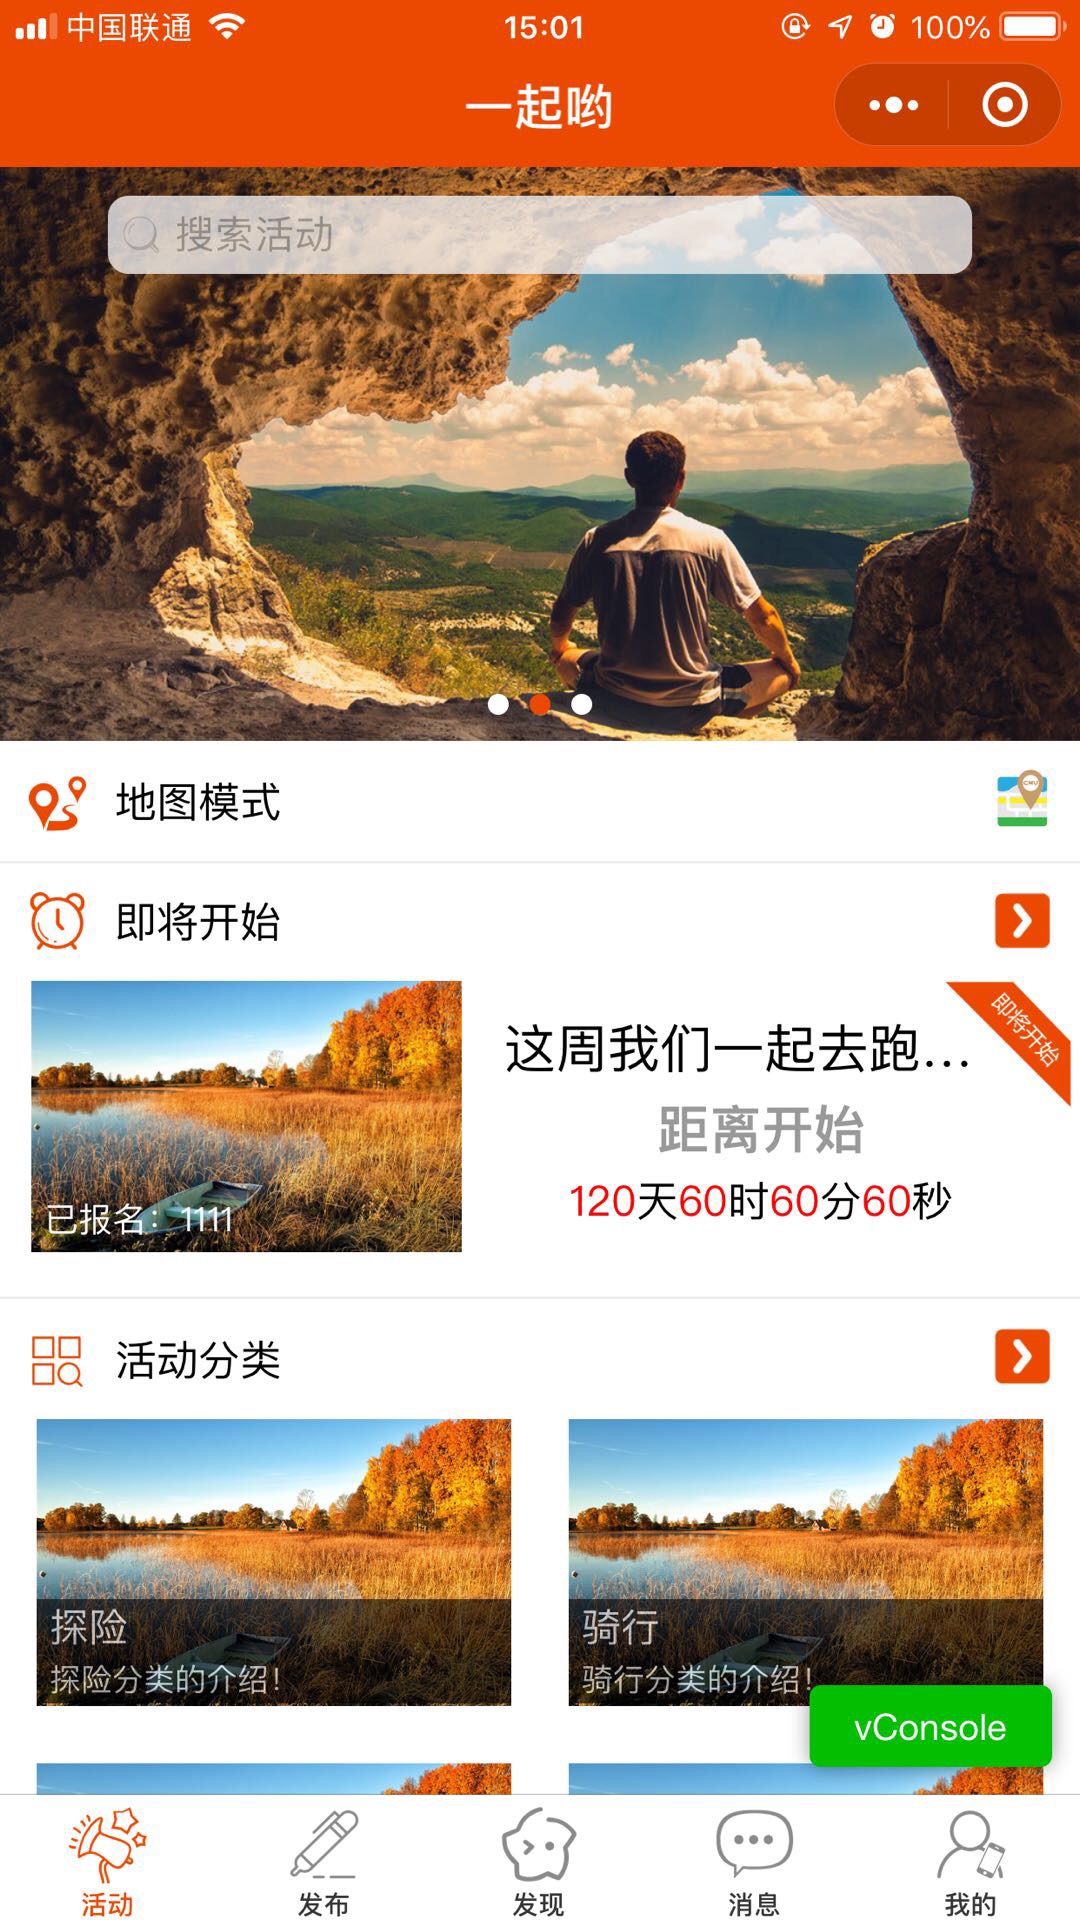 中国联通
15:01
100%
一起哟
搜索活动
地图模式
CMU
即将开始
即将开始
这周我们一起去跑...
距离开始
120天60时60分60秒
已报名：1111
活动分类
探险
探险分类的介绍！
骑行
骑行分类的介绍！
vConsole
活动
发布
发现
消息
我的